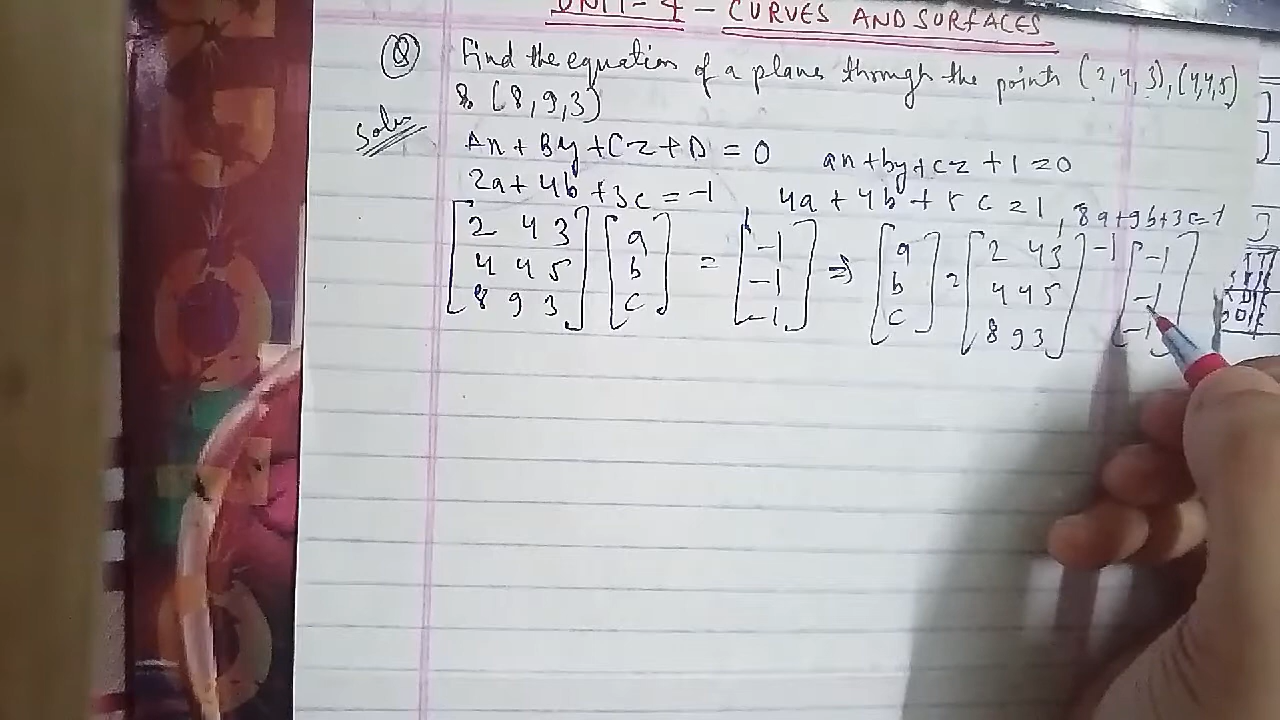 UNIT-4 - CURVES AND SURFACES
Q Find the equation of a plane through the points (2,4,3), (4,4,5)
& (8,9,3)
Soln
Ax + By + Cz + D = 0 ax + by + cz + 1 = 0
2a + 4b + 3c = -1, 4a + 4b + 5c = 1, 8a+9b+3c=-1
[2 4 3 [a [-1 [a [2 4 3 -1 [-1
4 4 5 b = -1 ⇒ b = 4 4 5 -1
8 9 3] c] -1] c] 8 9 3] -1]